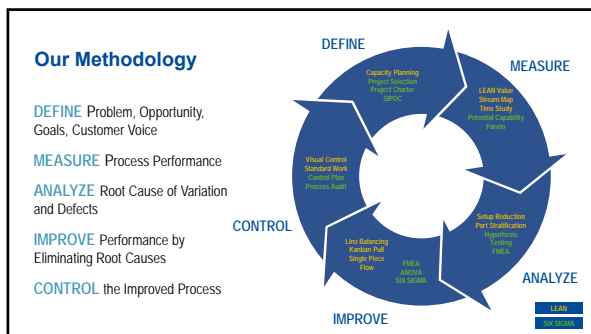 Our Methodology
DEFINE Problem, Opportunity,
Goals, Customer Voice
MEASURE Process Performance
ANALYZE Root Cause of Variation
and Defects
IMPROVE Performance by
Eliminating Root Causes
CONTROL the Improved Process
DEFINE
Capacity Planning
Project Selection
Project Charter
SIPOC
MEASURE
LEAN Value
Stream Map
Time Study
Potential Capability
Pareto
ANALYZE
Setup Reduction
Part Stratification
Hypothesis
Testing
FMEA
IMPROVE
Line Balancing
Kanban Pull
Single Piece
Flow
FMEA
ANOVA
SIX SIGMA
CONTROL
Visual Control
Standard Work
Control Plan
Process Audit
LEAN
SIX SIGMA